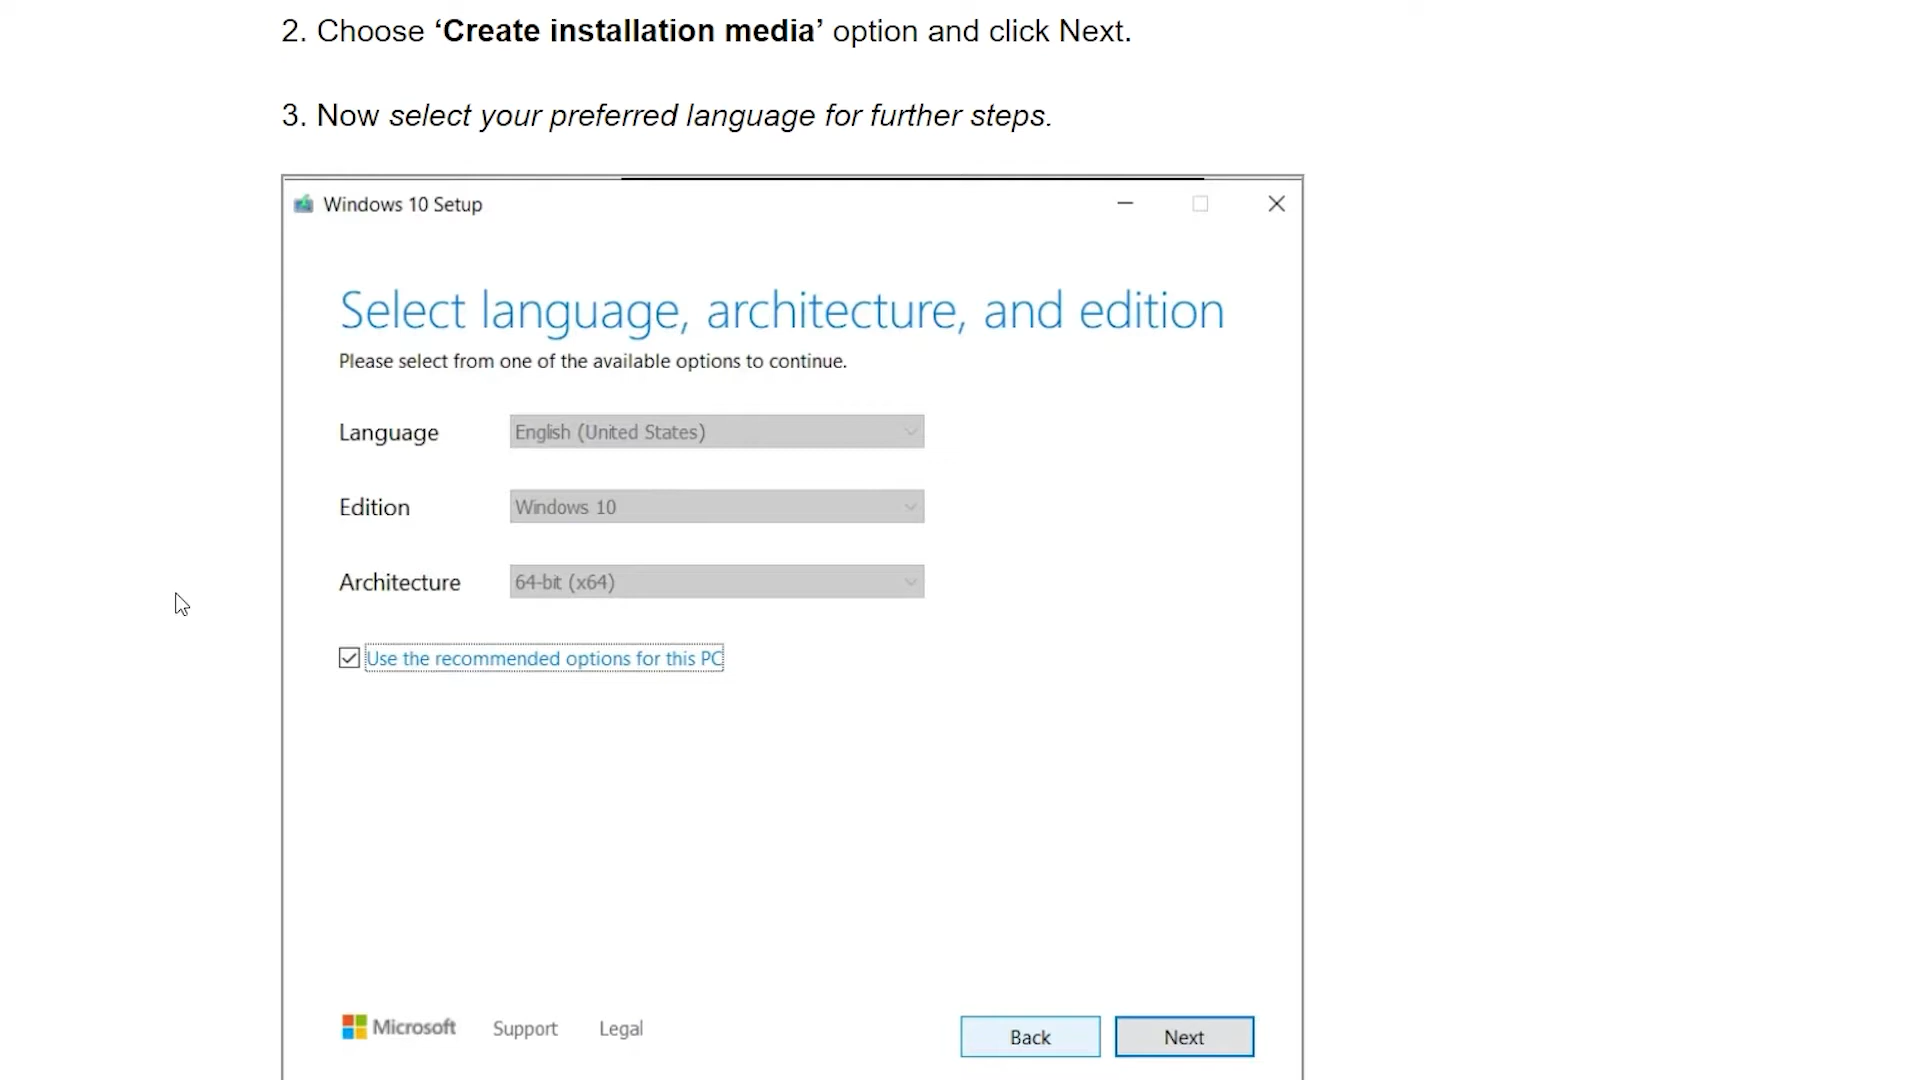 2. Choose ‘Create installation media’ option and click Next.
3. Now select your preferred language for further steps.
Windows 10 Setup
Select language, architecture, and edition
Please select from one of the available options to continue.
Language English (United States)
Edition Windows 10
Architecture 64-bit (x64)
Use the recommended options for this PC
Microsoft Support Legal Back Next